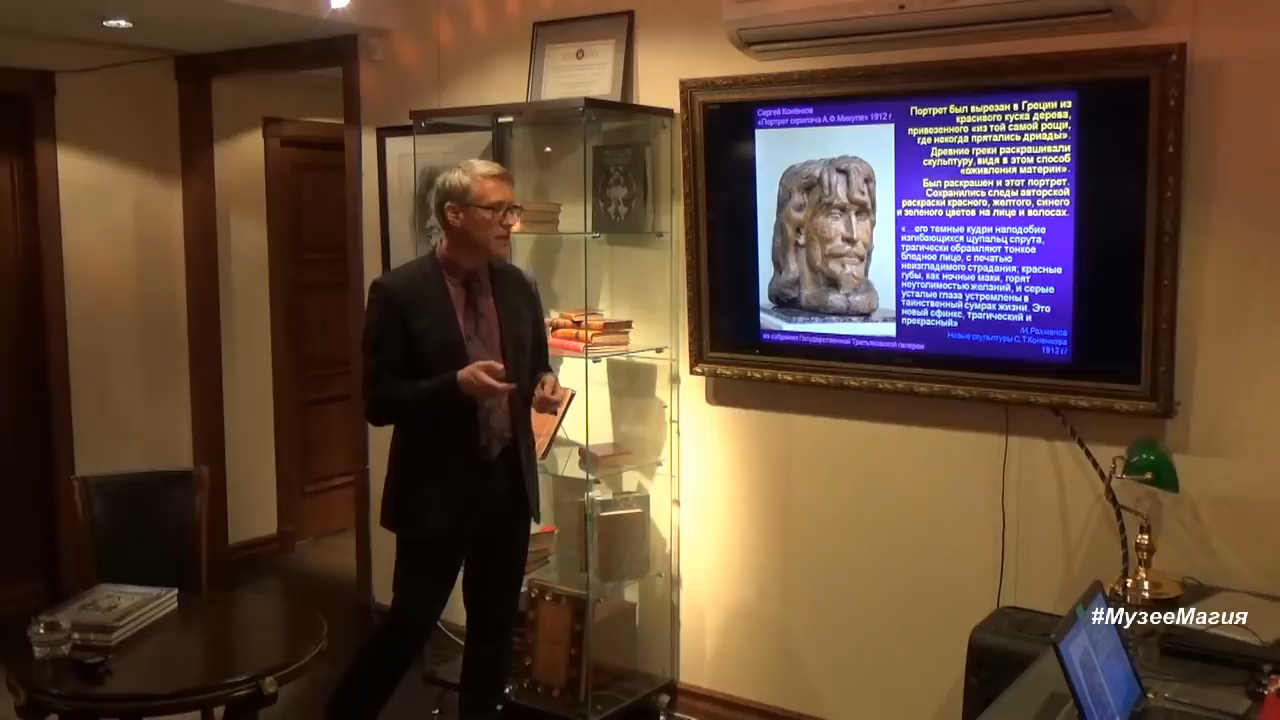 Сергей Конёнков
«Портрет скрипача А.Ф.Микули» 1912 г
Портрет был вырезан в Греции из
красивого куска дерева,
привезенного «из той самой рощи,
где некогда прятались дриады».
Древние греки раскрашивали
скульптуру, видя в этом способ
«оживления материи».
Был раскрашен и этот портрет.
Сохранились следы авторской
раскраски красного, желтого, синего
и зеленого цветов на лице и волосах.
«...его темные кудри наподобие
изгибающихся щупальц спрута,
трагически обрамляют тонкое
бледное лицо, с печатью
неизгладимого страдания; красные
губы, как ночные маки, горят
неутолимостью желаний, и серые
усталые глаза устремлены в
таинственный сумрак жизни. Это
новый сфинкс, трагический и
прекрасный»
/И.Рахманов
Новые скульптуры С.Т.Коненкова
1912 г/
из собрания Государственной Третьяковской галереи
#МузееМагия